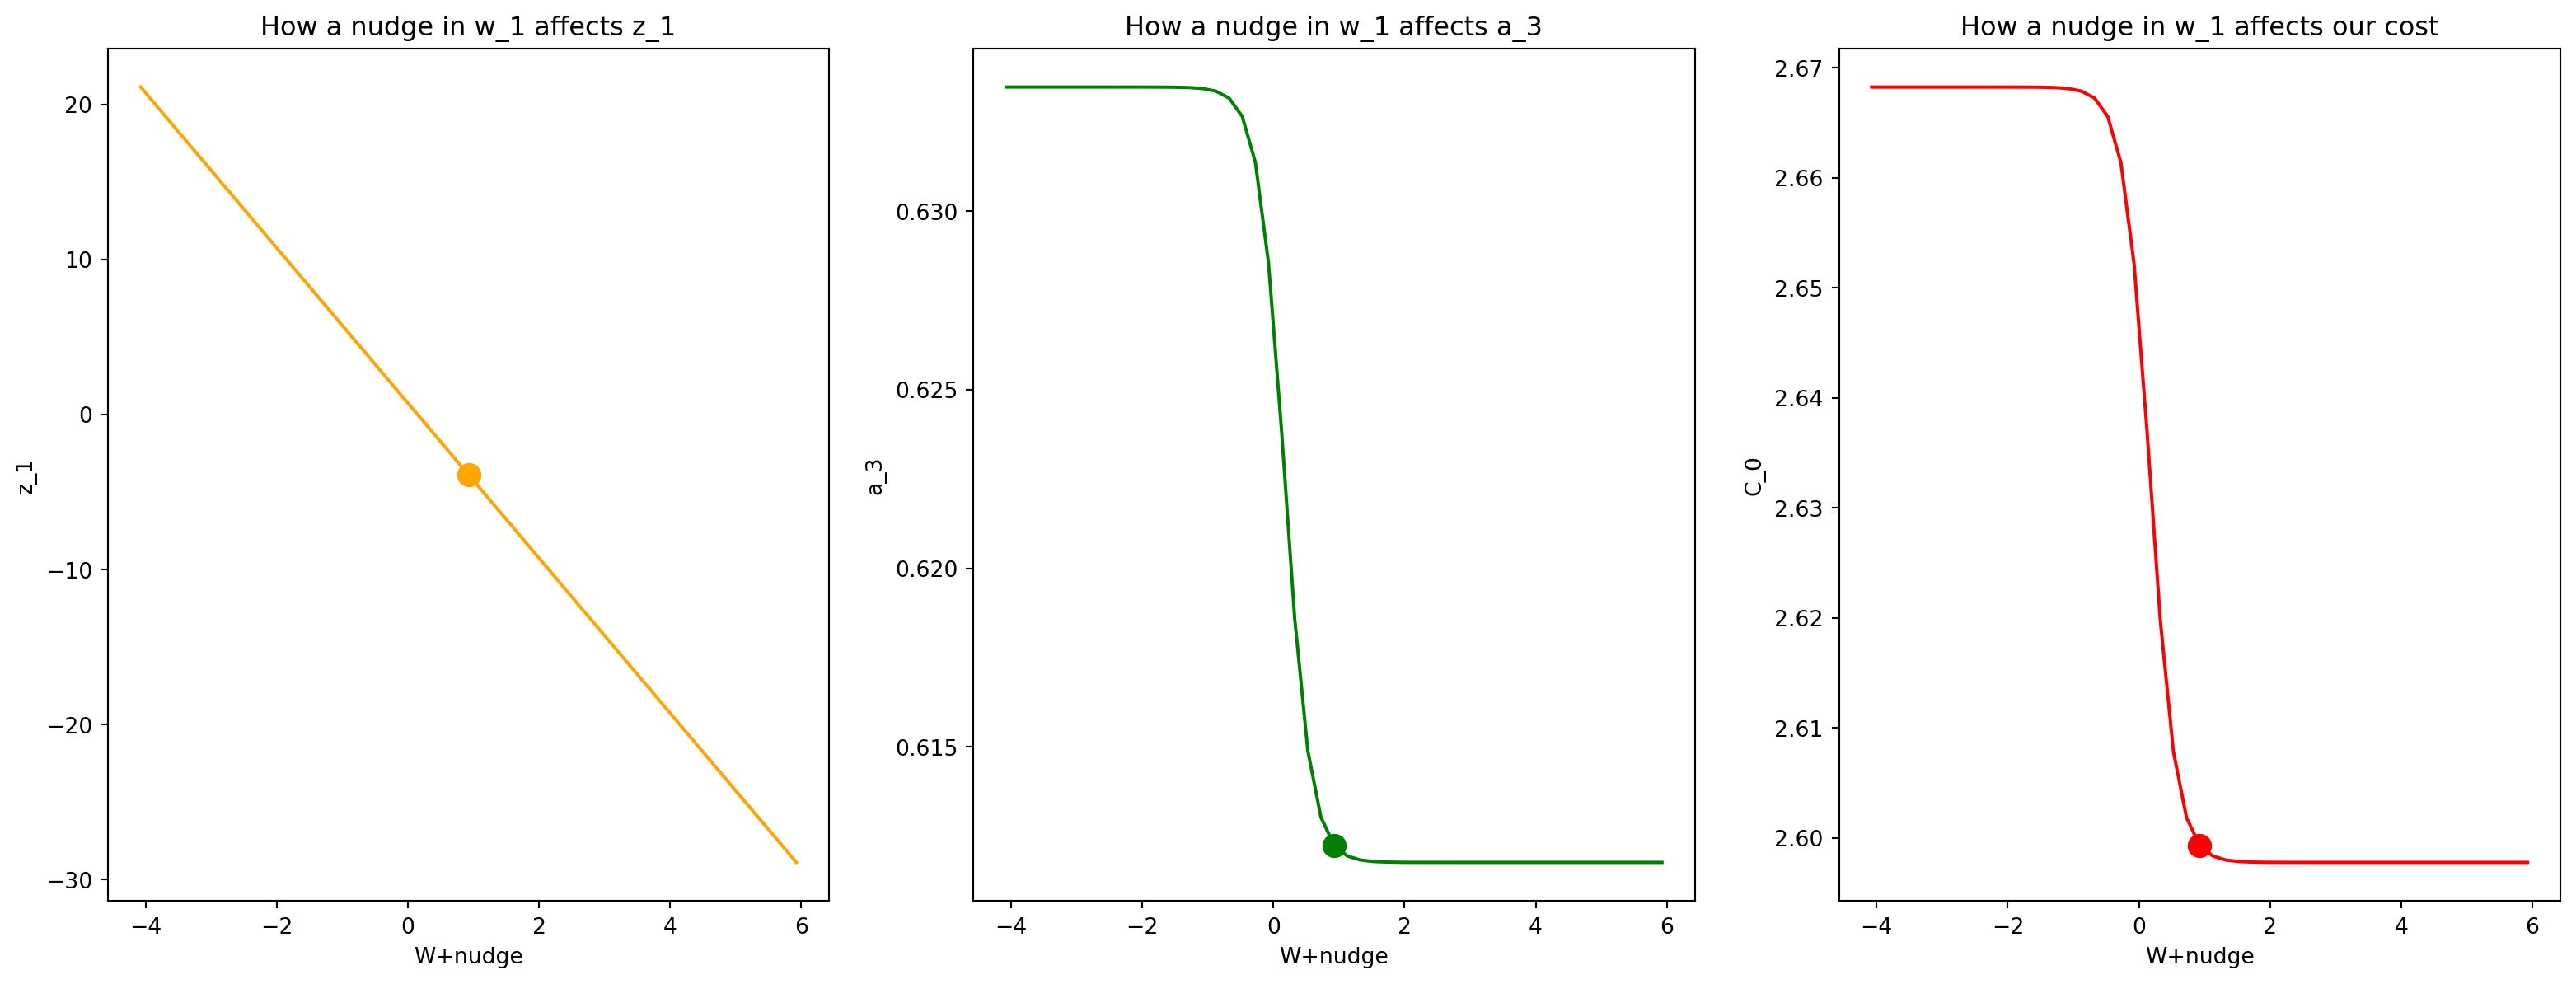 How a nudge in w_1 affects z_1
20
10
0
−10
−20
−30
z_1
−4 −2 0 2 4 6
W+nudge
How a nudge in w_1 affects a_3
0.630
0.625
0.620
0.615
a_3
−4 −2 0 2 4 6
W+nudge
How a nudge in w_1 affects our cost
2.67
2.66
2.65
2.64
2.63
2.62
2.61
2.60
C_0
−4 −2 0 2 4 6
W+nudge